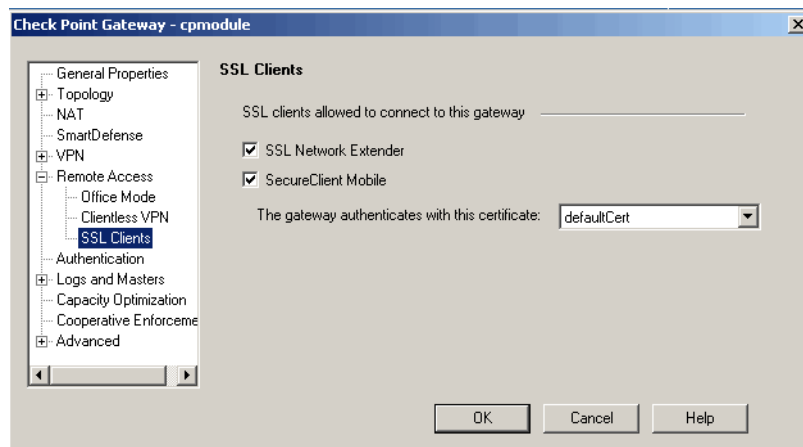 Check Point Gateway - cpmodule
General Properties
Topology
NAT
SmartDefense
VPN
Remote Access
Office Mode
Clientless VPN
SSL Clients
Authentication
Logs and Masters
Capacity Optimization
Cooperative Enforceme
Advanced
SSL Clients
SSL clients allowed to connect to this gateway
SSL Network Extender
SecureClient Mobile
The gateway authenticates with this certificate: defaultCert
OK Cancel Help